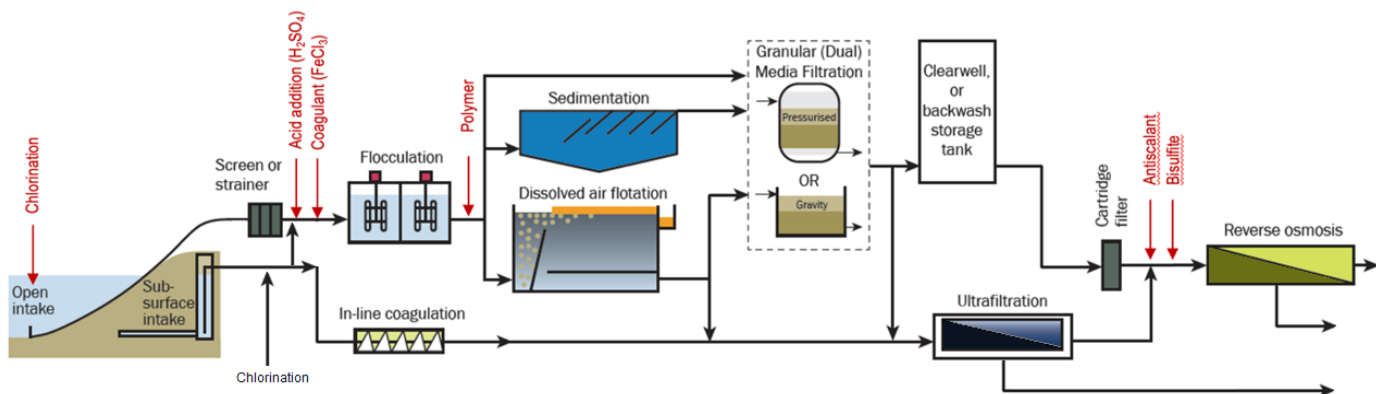 Chlorination
Open
intake
Sub-
surface
intake
Screen or
strainer
Acid addition (H₂SO₄)
Coagulant (FeCl₃)
Chlorination
Flocculation
In-line coagulation
Polymer
Sedimentation
Dissolved air flotation
Granular (Dual)
Media Filtration
Pressurised
OR
Gravity
Clearwell,
or
backwash
storage
tank
Ultrafiltration
Cartridge
filter
Antiscalant
Bisulfite
Reverse osmosis